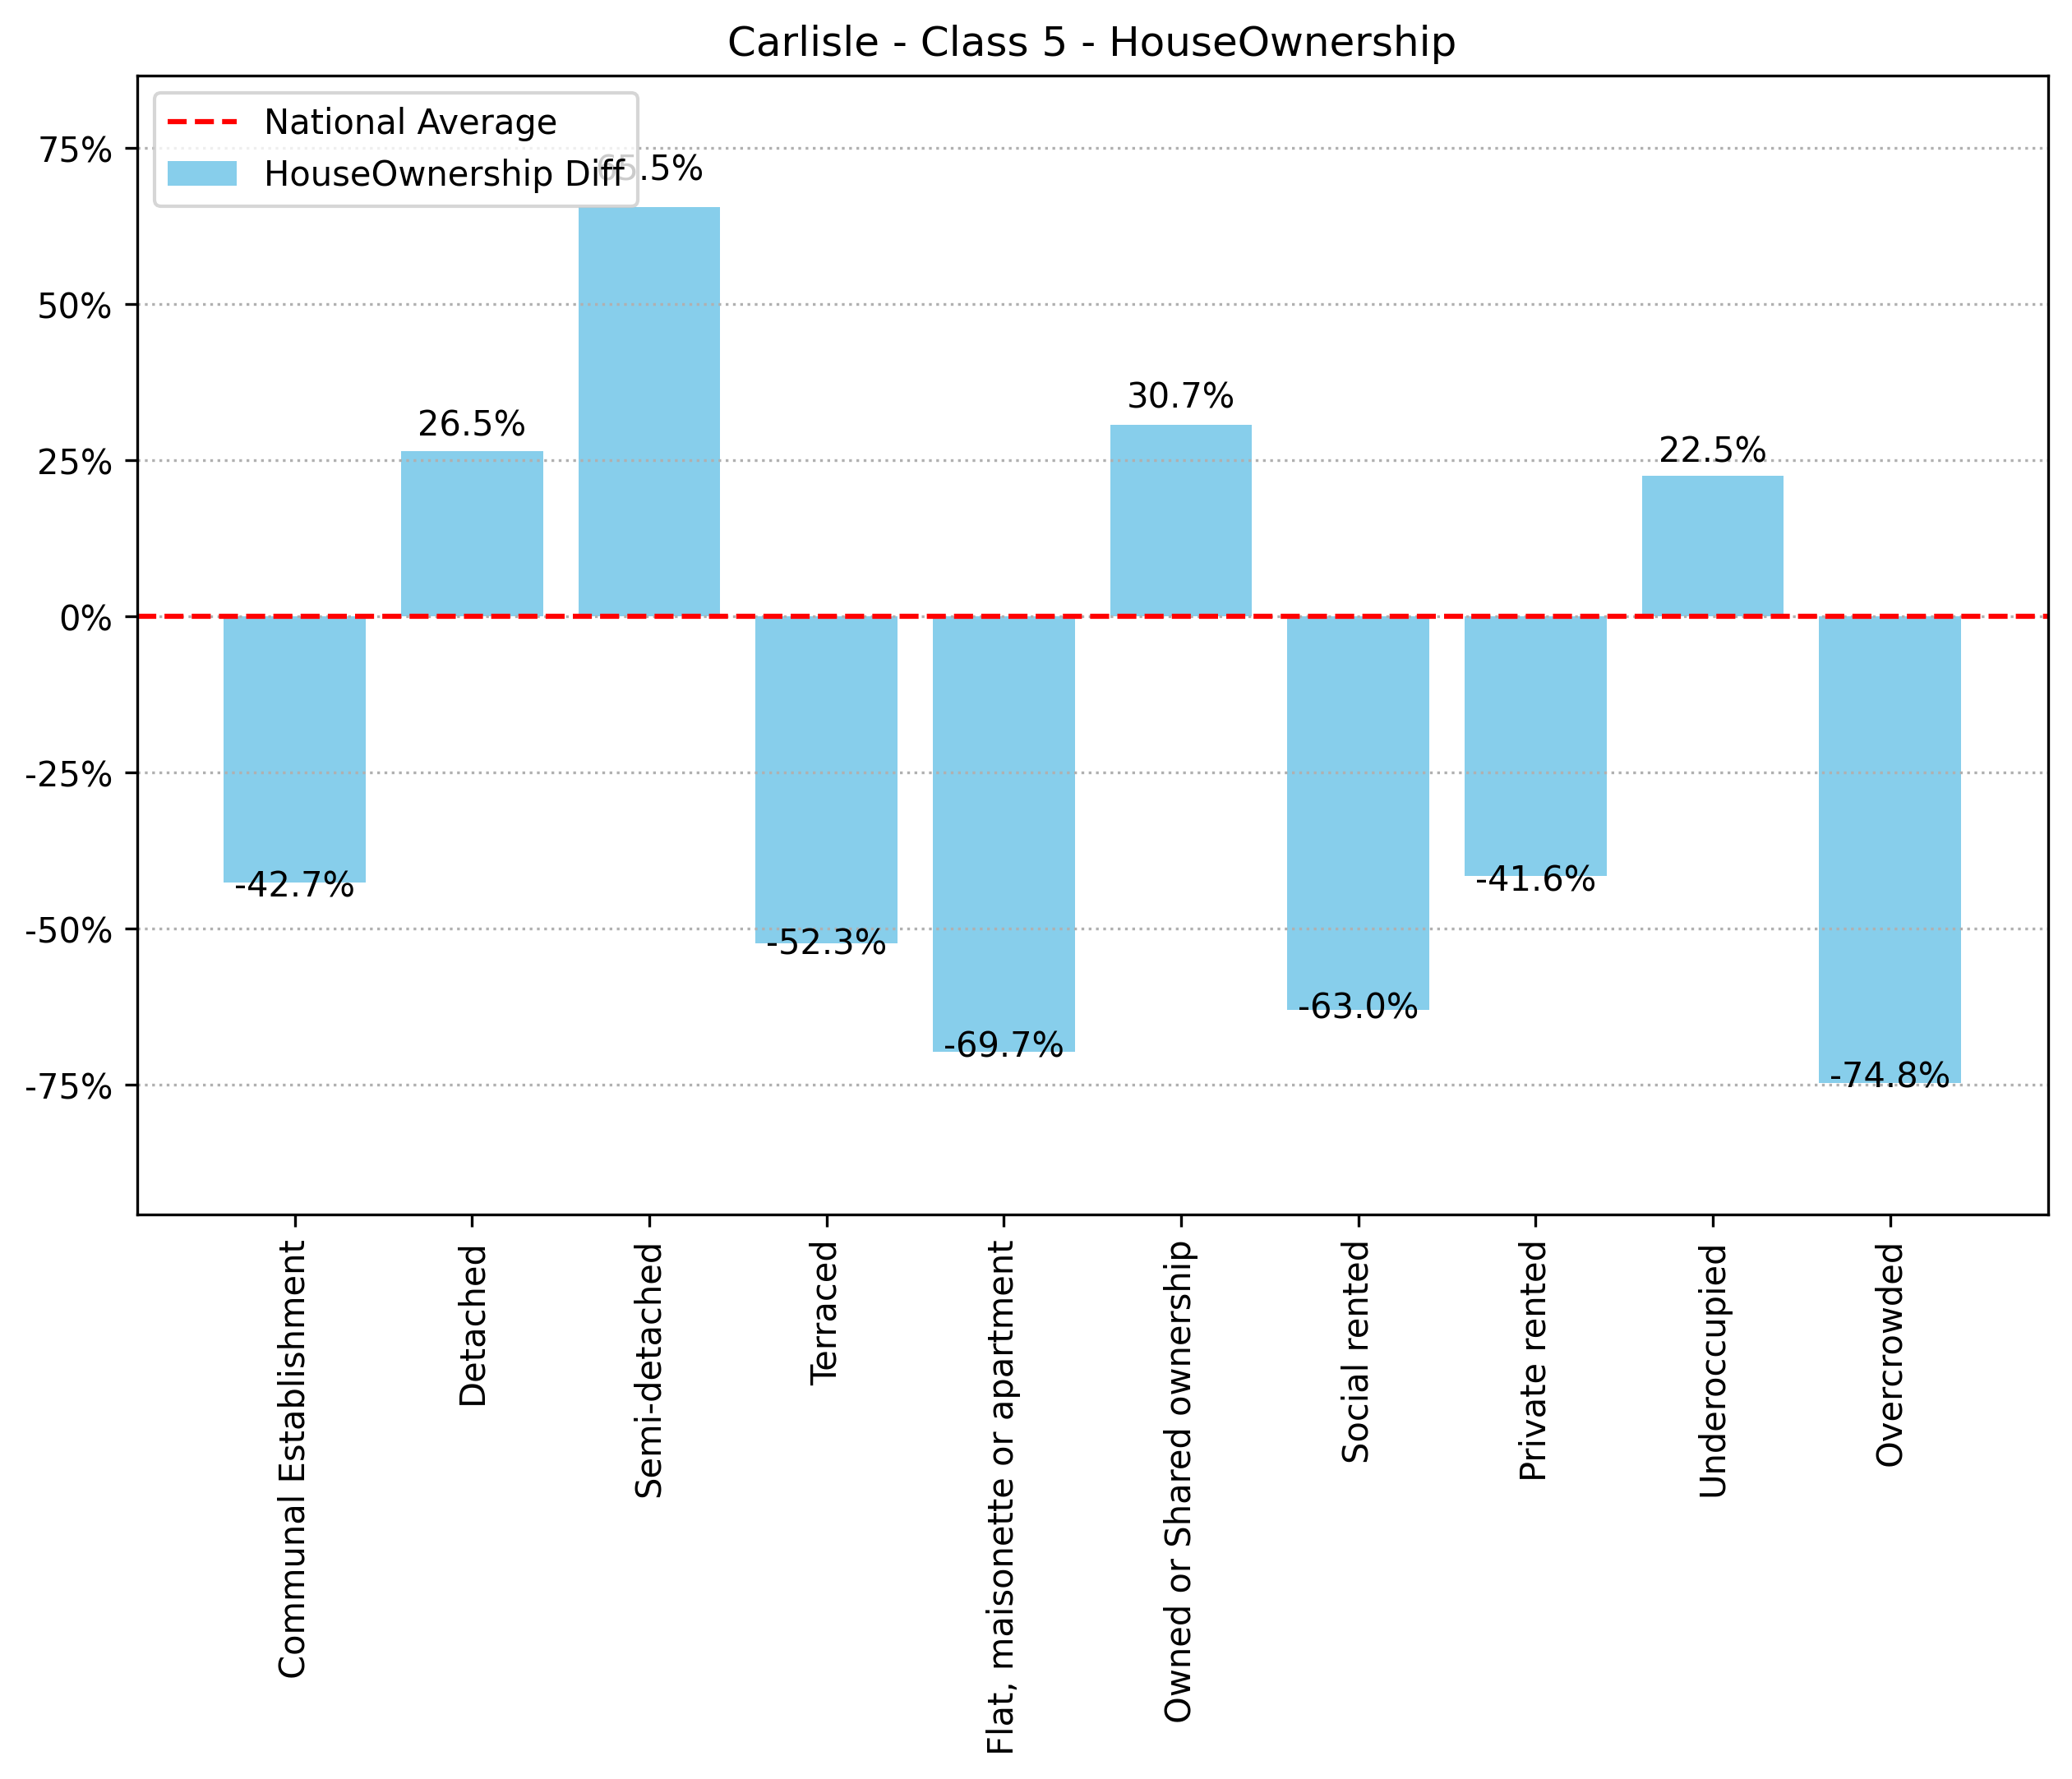 Carlisle - Class 5 - HouseOwnership
National Average
HouseOwnership Diff
75%
50%
25%
0%
-25%
-50%
-75%
-42.7%
26.5%
65.5%
-52.3%
-69.7%
30.7%
-63.0%
-41.6%
22.5%
-74.8%
Communal Establishment
Detached
Semi-detached
Terraced
Flat, maisonette or apartment
Owned or Shared ownership
Social rented
Private rented
Underoccupied
Overcrowded